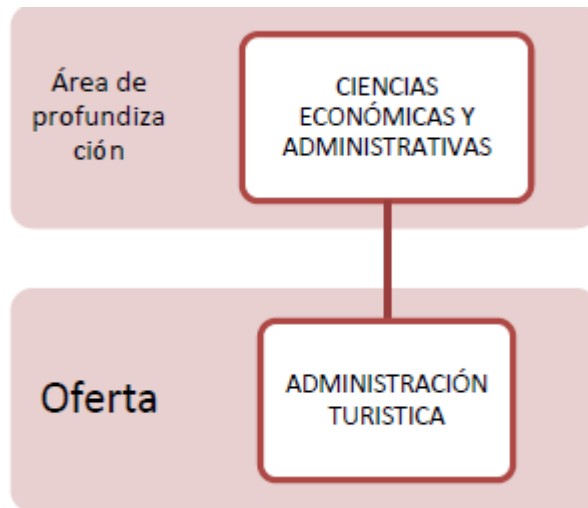 Área de
profundiza
ción
CIENCIAS
ECONÓMICAS Y
ADMINISTRATIVAS
Oferta
ADMINISTRACIÓN
TURISTICA